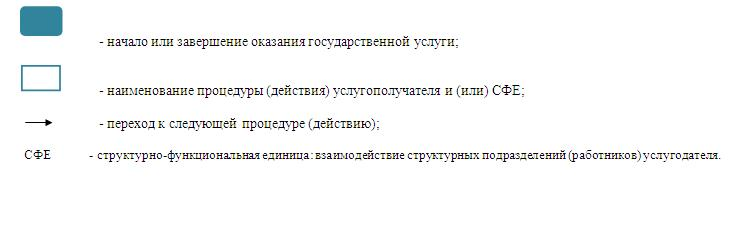 - начало или завершение оказания государственной услуги;
- наименование процедуры (действия) услугополучателя и (или) СФЕ;
- переход к следующей процедуре (действию);
СФЕ - структурно-функциональная единица: взаимодействие структурных подразделений (работников) услугодателя.